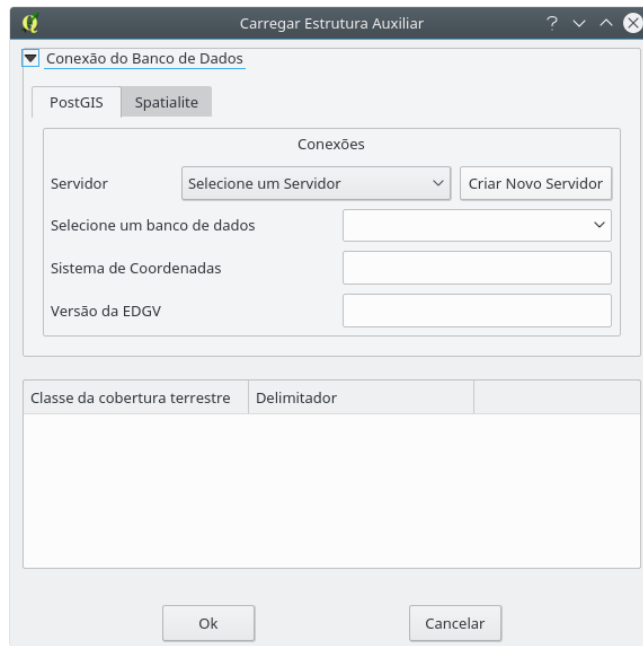 Carregar Estrutura Auxiliar
Conexão do Banco de Dados
PostGIS Spatialite
Conexões
Servidor Selecione um Servidor Criar Novo Servidor
Selecione um banco de dados
Sistema de Coordenadas
Versão da EDGV
Classe da cobertura terrestre Delimitador
Ok Cancelar